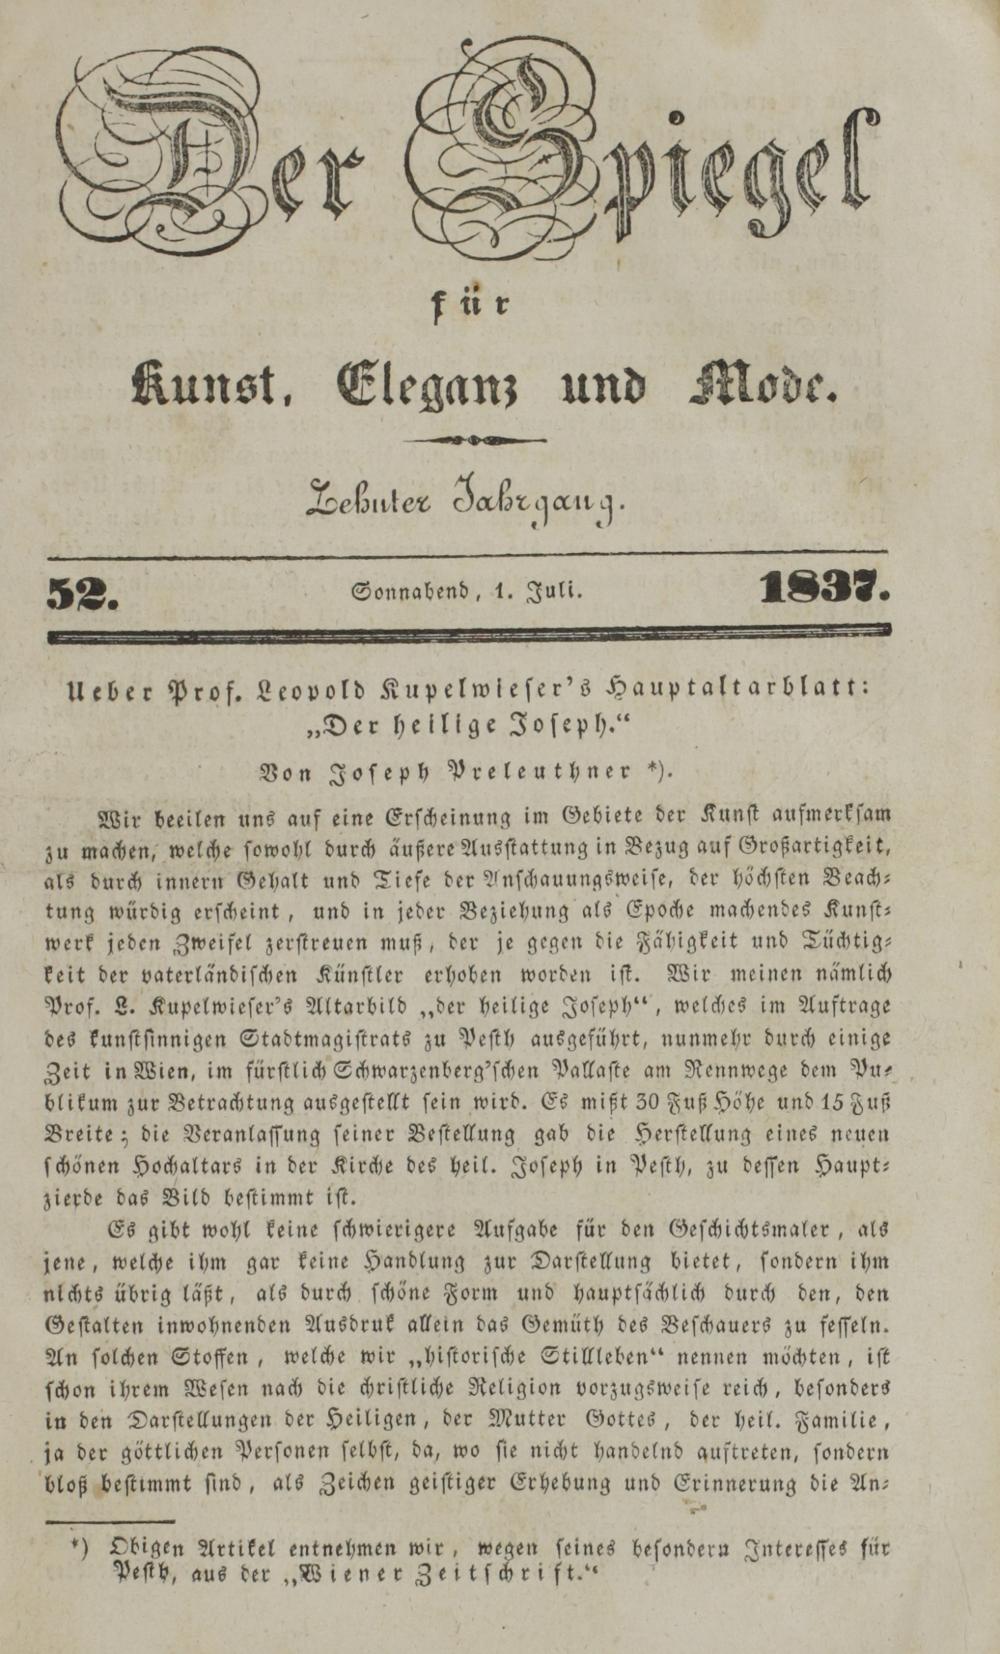 Der Spiegel
für
Kunst, Eleganz und Mode.
Zehnter Jahrgang.
52. Sonnabend, 1. Juli. 1837.
Ueber Prof. Leopold Kupelwieser's Hauptaltarblatt:
„Der heilige Joseph.“
Von Joseph Preleuthner *).
Wir beeilen uns auf eine Erscheinung im Gebiete der Kunst aufmerksam
zu machen, welche sowohl durch äußere Ausstattung in Bezug auf Großartigkeit,
als durch innern Gehalt und Tiefe der Anschauungsweise, der höchsten Beach-
tung würdig erscheint, und in jeder Beziehung als Epoche machendes Kunst-
werk jeden Zweifel zerstreuen muß, der je gegen die Fähigkeit und Tüchtig-
keit der vaterländischen Künstler erhoben worden ist. Wir meinen nämlich
Prof. L. Kupelwieser's Altarbild „der heilige Joseph“, welches im Auftrage
des kunstsinnigen Stadtmagistrats zu Pesth ausgeführt, nunmehr durch einige
Zeit in Wien, im fürstlich Schwarzenberg'schen Pallaste am Rennwege dem Pu-
blikum zur Betrachtung ausgestellt sein wird. Es mißt 30 Fuß Höhe und 15 Fuß
Breite; die Veranlassung seiner Bestellung gab die Herstellung eines neuen
schönen Hochaltars in der Kirche des heil. Joseph in Pesth, zu dessen Haupt-
zierde das Bild bestimmt ist.
Es gibt wohl keine schwierigere Aufgabe für den Geschichtsmaler, als
jene, welche ihm gar keine Handlung zur Darstellung bietet, sondern ihm
nichts übrig läßt, als durch schöne Form und hauptsächlich durch den, den
Gestalten inwohnenden Ausdruk allein das Gemüth des Beschauers zu fesseln.
An solchen Stoffen, welche wir „historische Stillleben“ nennen möchten, ist
schon ihrem Wesen nach die christliche Religion vorzugsweise reich, besonders
in den Darstellungen der Heiligen, der Mutter Gottes, der heil. Familie,
ja der göttlichen Personen selbst, da, wo sie nicht handelnd auftreten, sondern
bloß bestimmt sind, als Zeichen geistiger Erhebung und Erinnerung die An-
*) Obigen Artikel entnehmen wir, wegen seines besondern Interesses für
Pesth, aus der „Wiener Zeitschrift.“